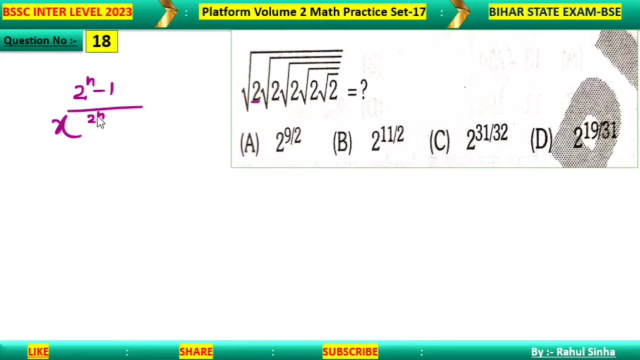 BSSC INTER LEVEL 2023 : Platform Volume 2 Math Practice Set-17 : BIHAR STATE EXAM-BSE
Question No : 18
2^n - 1
x 2^n
√2√2√2√2√2 = ?
(A) 2^9/2 (B) 2^11/2 (C) 2^31/32 (D) 2^19/31
LIKE : SHARE : SUBSCRIBE : By :- Rahul Sinha